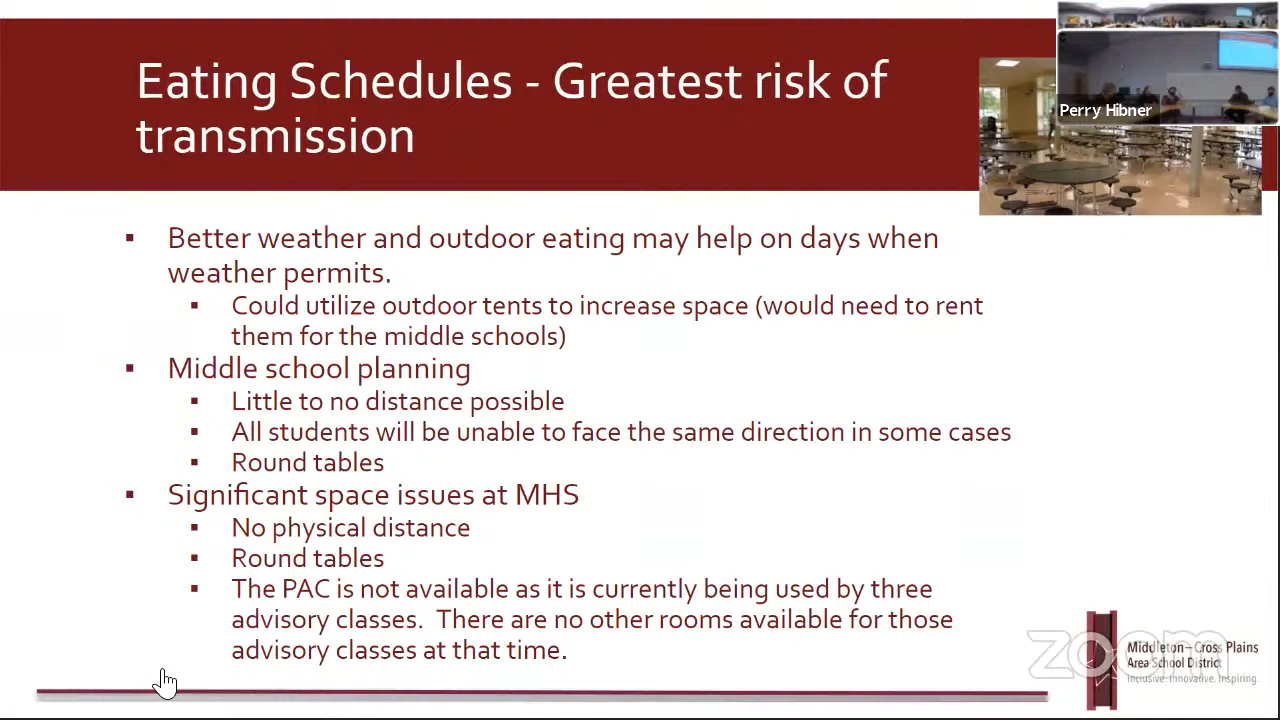 Eating Schedules - Greatest risk of
transmission
Perry Hibner
▪ Better weather and outdoor eating may help on days when
weather permits.
▪ Could utilize outdoor tents to increase space (would need to rent
them for the middle schools)
▪ Middle school planning
▪ Little to no distance possible
▪ All students will be unable to face the same direction in some cases
▪ Round tables
▪ Significant space issues at MHS
▪ No physical distance
▪ Round tables
▪ The PAC is not available as it is currently being used by three
advisory classes.  There are no other rooms available for those
advisory classes at that time.
zoom
Middleton – Cross Plains
Area School District
Inclusive. Innovative. Inspiring.